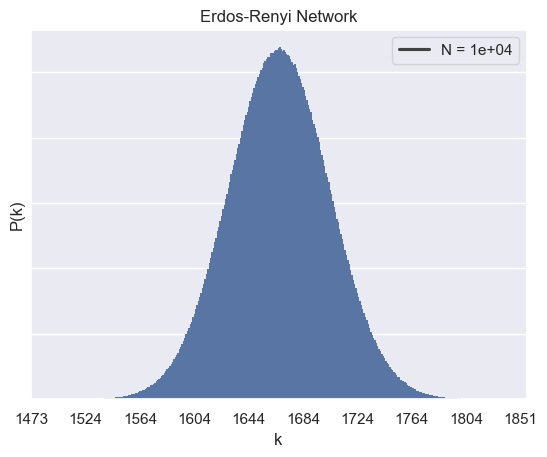 Erdos-Renyi Network
N = 1e+04
P(k)
1473 1524 1564 1604 1644 1684 1724 1764 1804 1851
k